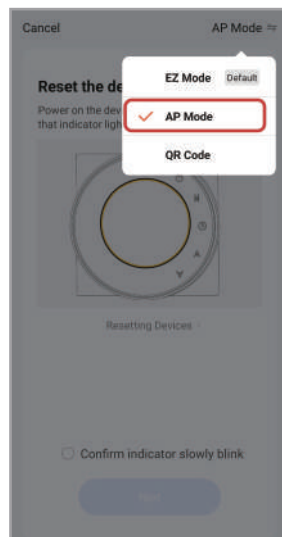 Cancel
AP Mode
EZ Mode Default
AP Mode
QR Code
Reset the de
Power on the dev
that indicator ligh
Resetting Devices
Confirm indicator slowly blink
Next